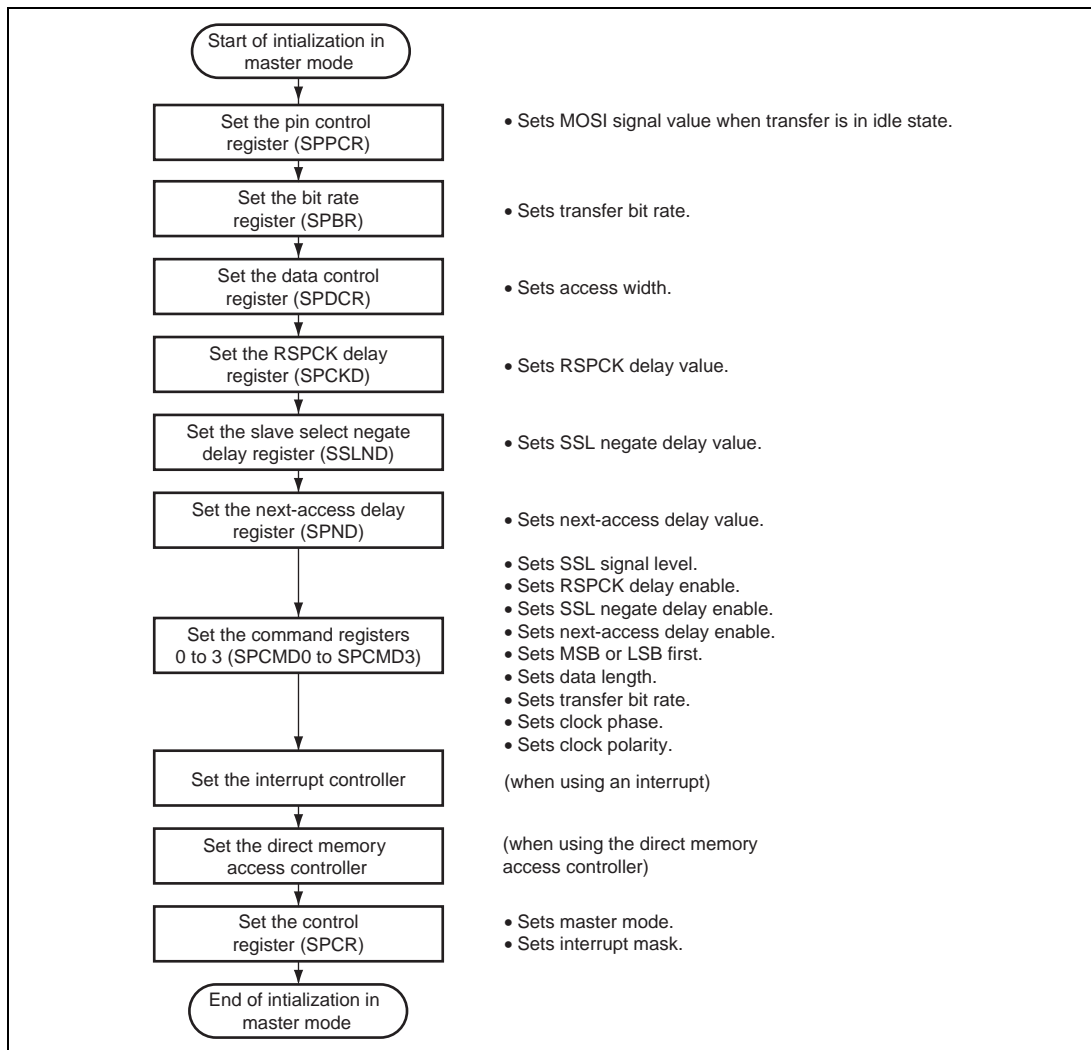 Start of intialization in
master mode
Set the pin control
register (SPPCR)
• Sets MOSI signal value when transfer is in idle state.
Set the bit rate
register (SPBR)
• Sets transfer bit rate.
Set the data control
register (SPDCR)
• Sets access width.
Set the RSPCK delay
register (SPCKD)
• Sets RSPCK delay value.
Set the slave select negate
delay register (SSLND)
• Sets SSL negate delay value.
Set the next-access delay
register (SPND)
• Sets next-access delay value.
Set the command registers
0 to 3 (SPCMD0 to SPCMD3)
• Sets SSL signal level.
• Sets RSPCK delay enable.
• Sets SSL negate delay enable.
• Sets next-access delay enable.
• Sets MSB or LSB first.
• Sets data length.
• Sets transfer bit rate.
• Sets clock phase.
• Sets clock polarity.
Set the interrupt controller
(when using an interrupt)
Set the direct memory
access controller
(when using the direct memory
access controller)
Set the control
register (SPCR)
• Sets master mode.
• Sets interrupt mask.
End of intialization in
master mode